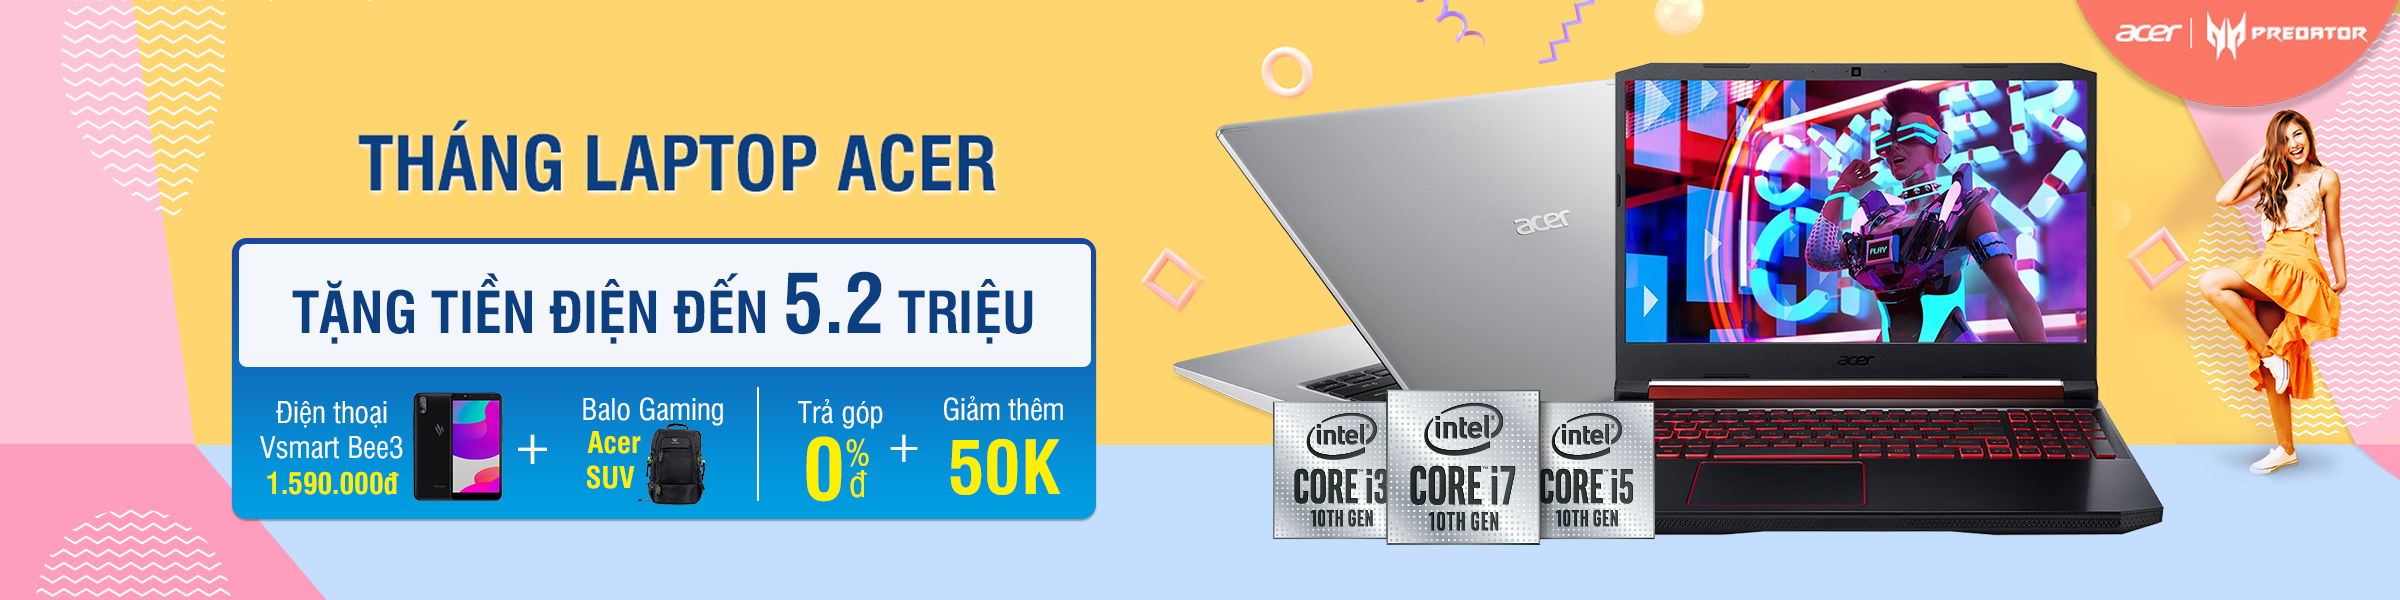 acer | PREDATOR
THÁNG LAPTOP ACER
TẶNG TIỀN ĐIỆN ĐẾN 5.2 TRIỆU
Điện thoại
Vsmart Bee3
1.590.000đ
+
Balo Gaming
Acer
SUV
Trả góp
0%
đ
+
Giảm thêm
50K
acer
CYBER
PLAY
acer
intel
CORE i3
10TH GEN
intel
CORE i7
10TH GEN
intel
CORE i5
10TH GEN